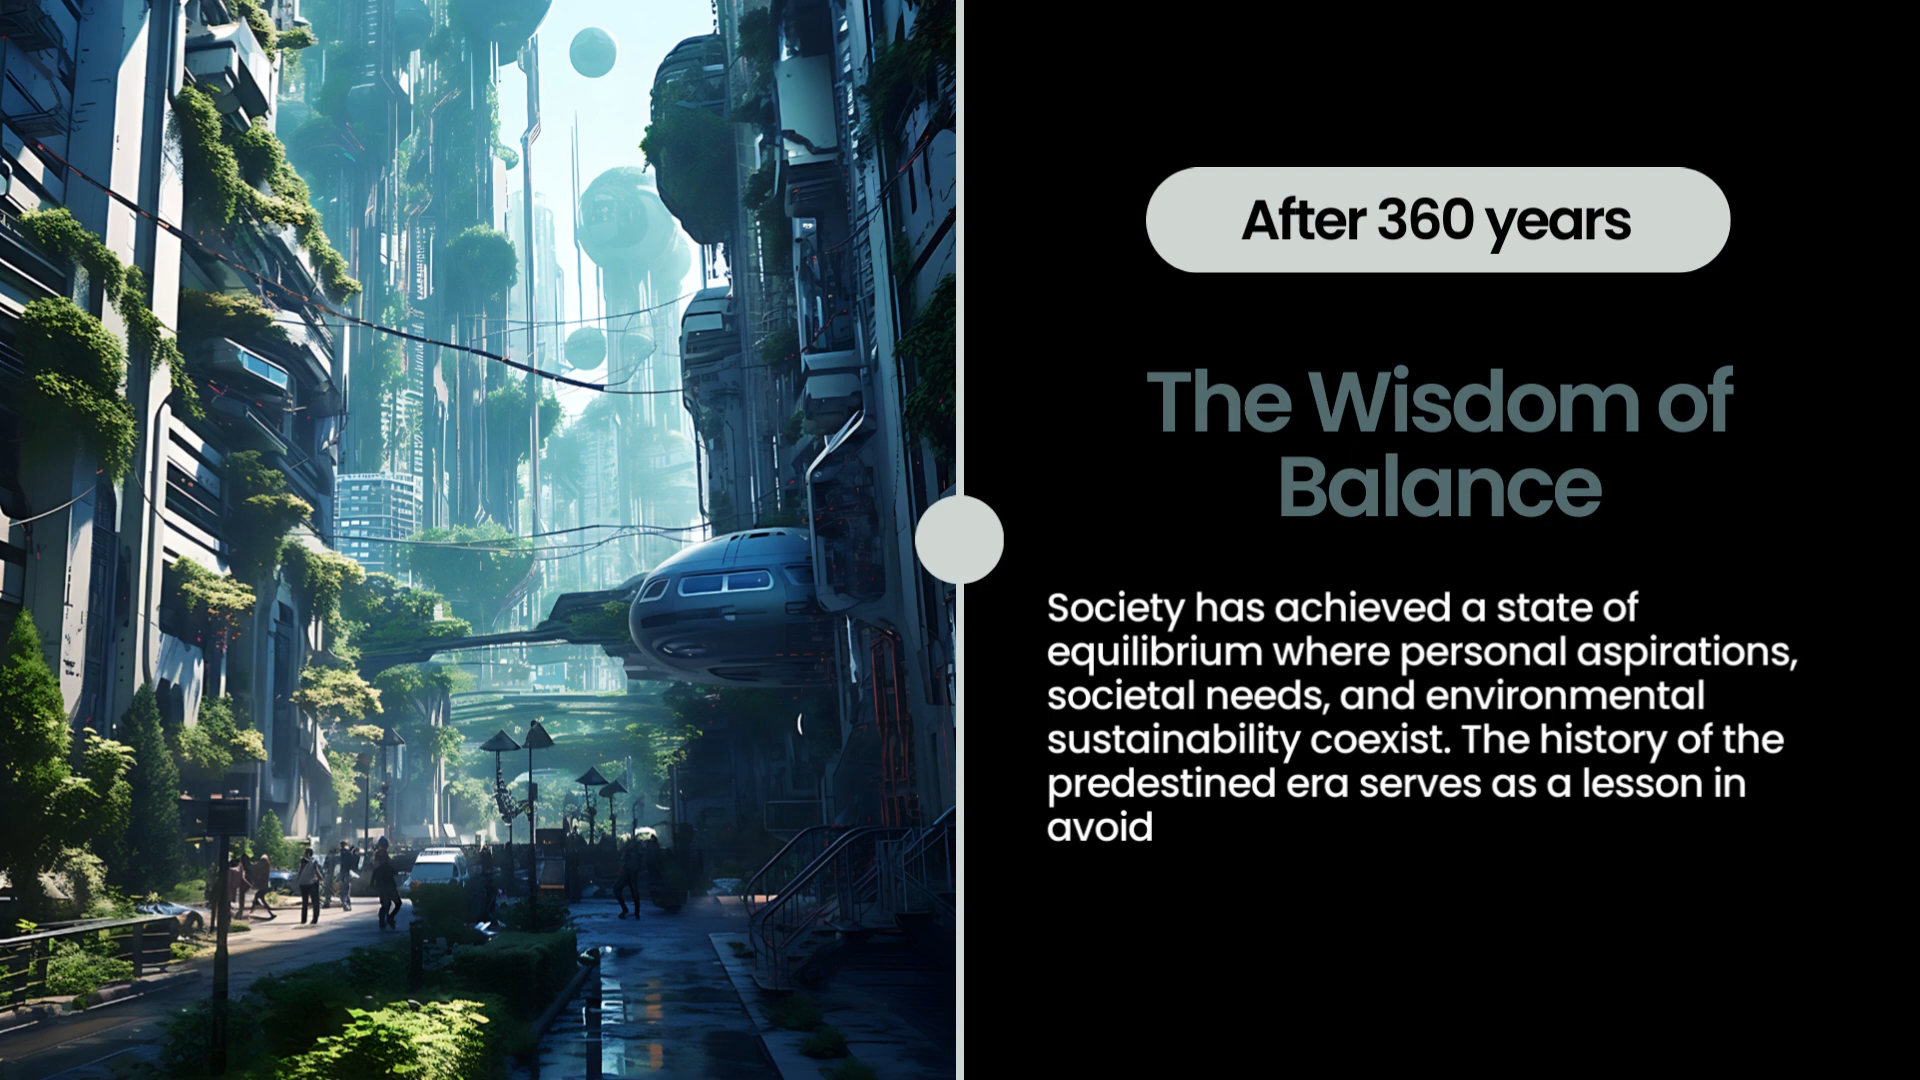 After 360 years
The Wisdom of
Balance
Society has achieved a state of
equilibrium where personal aspirations,
societal needs, and environmental
sustainability coexist. The history of the
predestined era serves as a lesson in
avoid